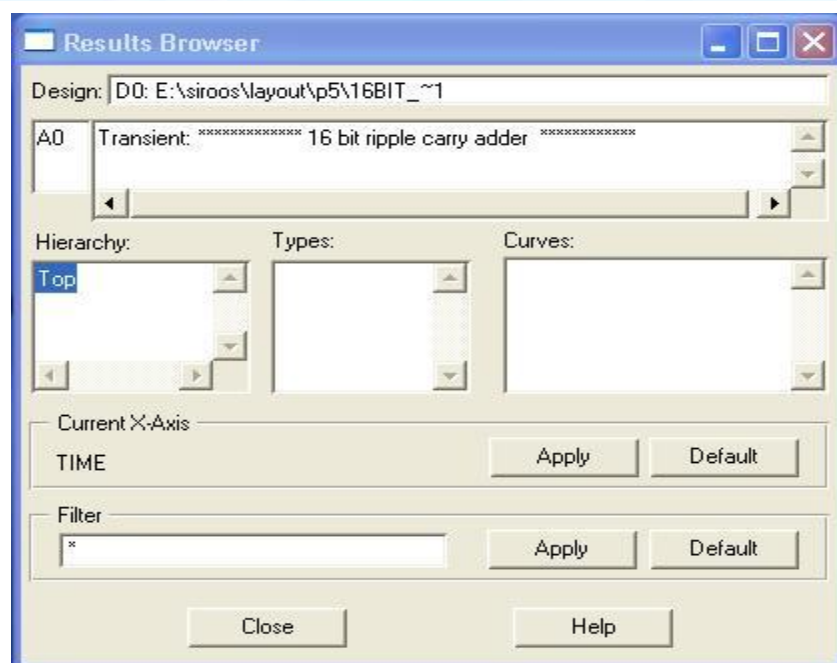 Results Browser
Design: D0: E:\siroos\layout\p5\16BIT_~1
A0 Transient: ************* 16 bit ripple carry adder ************
Hierarchy: Types: Curves:
Top
Current X-Axis
TIME Apply Default
Filter
* Apply Default
Close Help